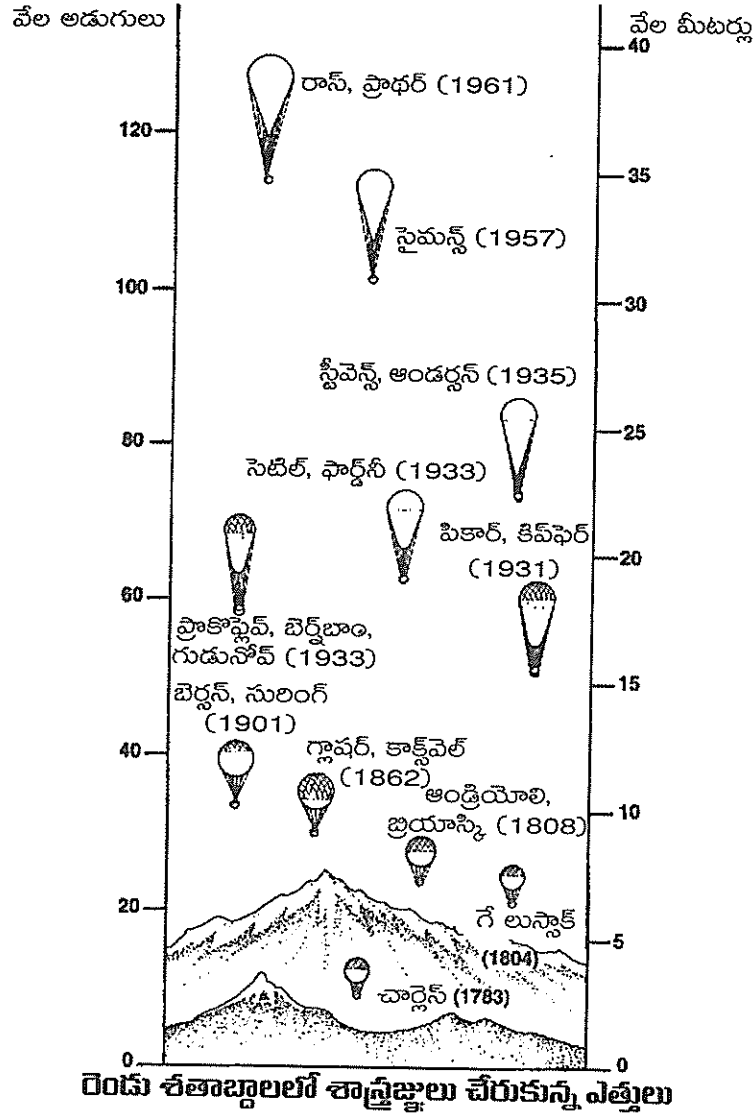 వేల అడుగులు
వేల మీటర్లు
40
రాస్, ప్రాథర్ (1961)
120
35
సైమన్స్ (1957)
100
30
స్టీవెన్స్, ఆండర్సన్ (1935)
80
25
సెటిల్, ఫార్డ్‌నీ (1933)
పికార్, కిప్‌ఫెర్
(1931)
20
60
ప్రొకొఫ్లెవ్, బెర్న్‌బాం,
గుడునోవ్ (1933)
బెర్సన్, సురింగ్
(1901)
15
40
గ్లాషర్, కాక్స్‌వెల్
(1862)
ఆండ్రియోలి,
బ్రియాస్కి (1808)
10
20
గే లుస్సాక్
(1804)
5
చార్లెస్ (1783)
0
0
రెండు శతాబ్దాలలో శాస్త్రజ్ఞులు చేరుకున్న ఎత్తులు